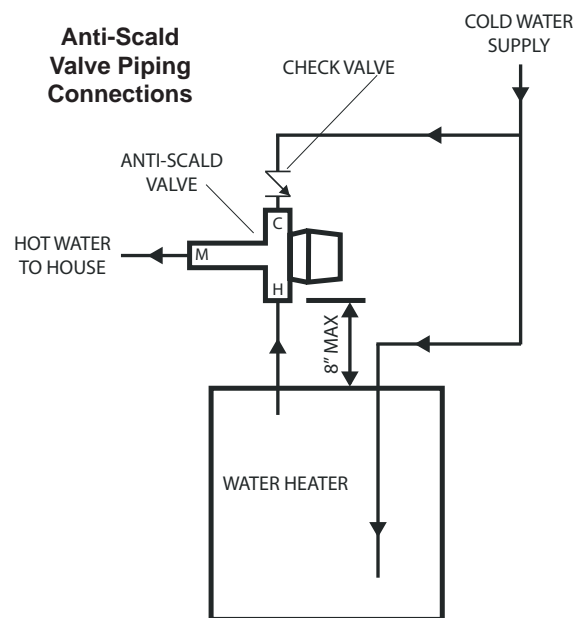 Anti-Scald
Valve Piping
Connections
COLD WATER
SUPPLY
CHECK VALVE
ANTI-SCALD
VALVE
HOT WATER
TO HOUSE
C
M
H
8" MAX
WATER HEATER